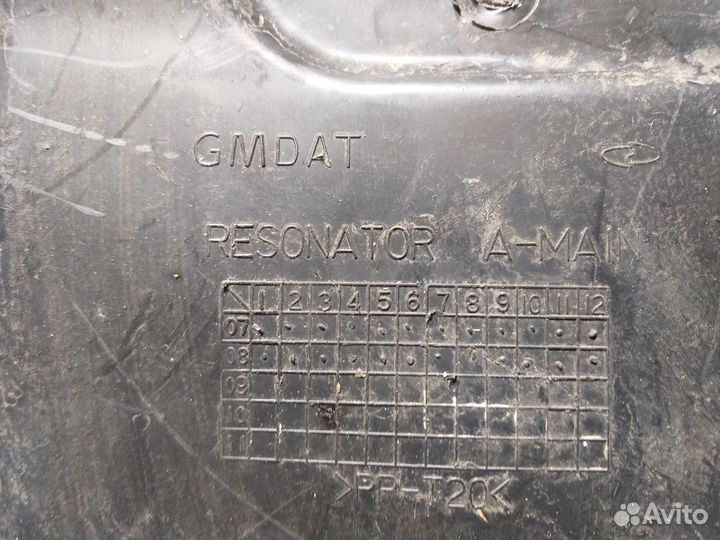 GMDAT
RESONATOR A-MAIN
1 2 3 4 5 6 7 8 9 10 11 12
07
08
09
10
11
>PP-T20<
Avito